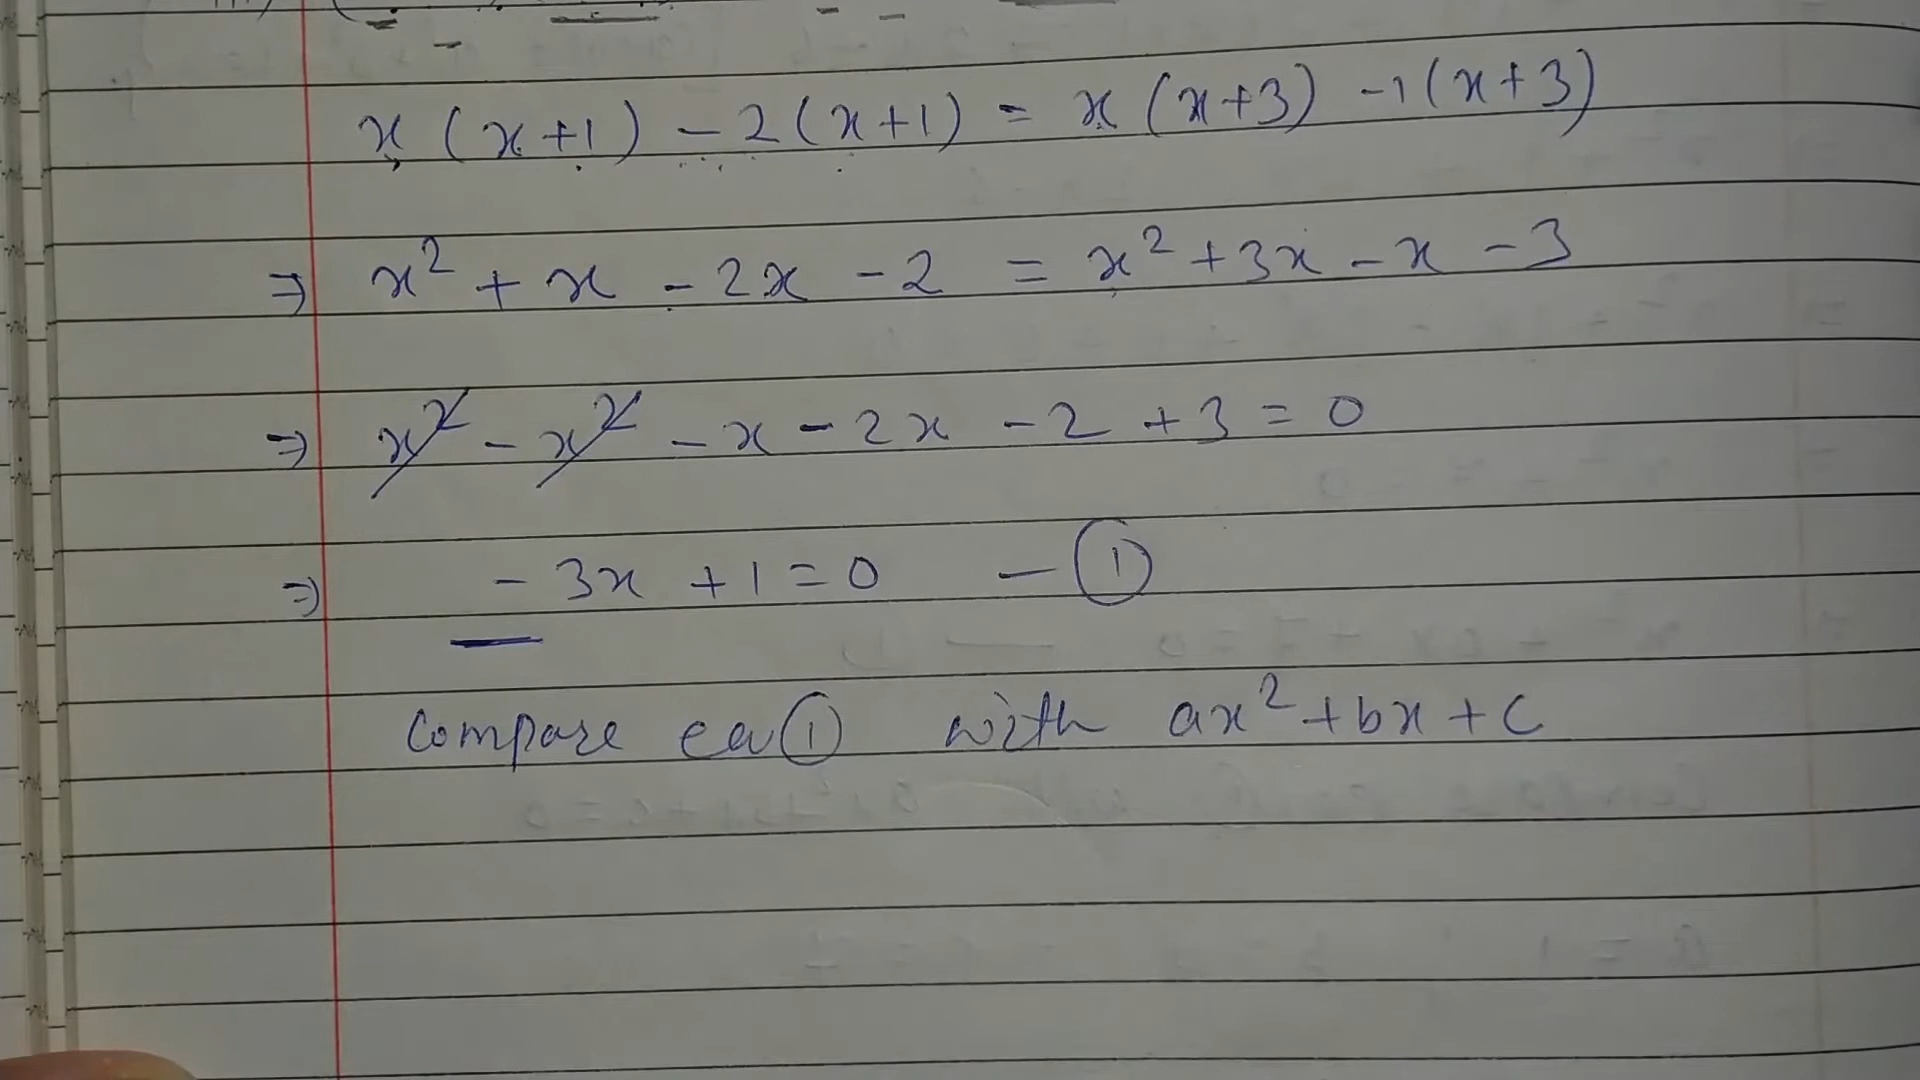 x (x+1) - 2 (x+1) = x (x+3) -1 (x+3)
⇒ x² + x - 2x - 2 = x² + 3x - x - 3
⇒ x² - x² - x - 2x - 2 + 3 = 0
⇒ - 3x + 1 = 0 — ①
Compare eq ① with ax² + bx + c